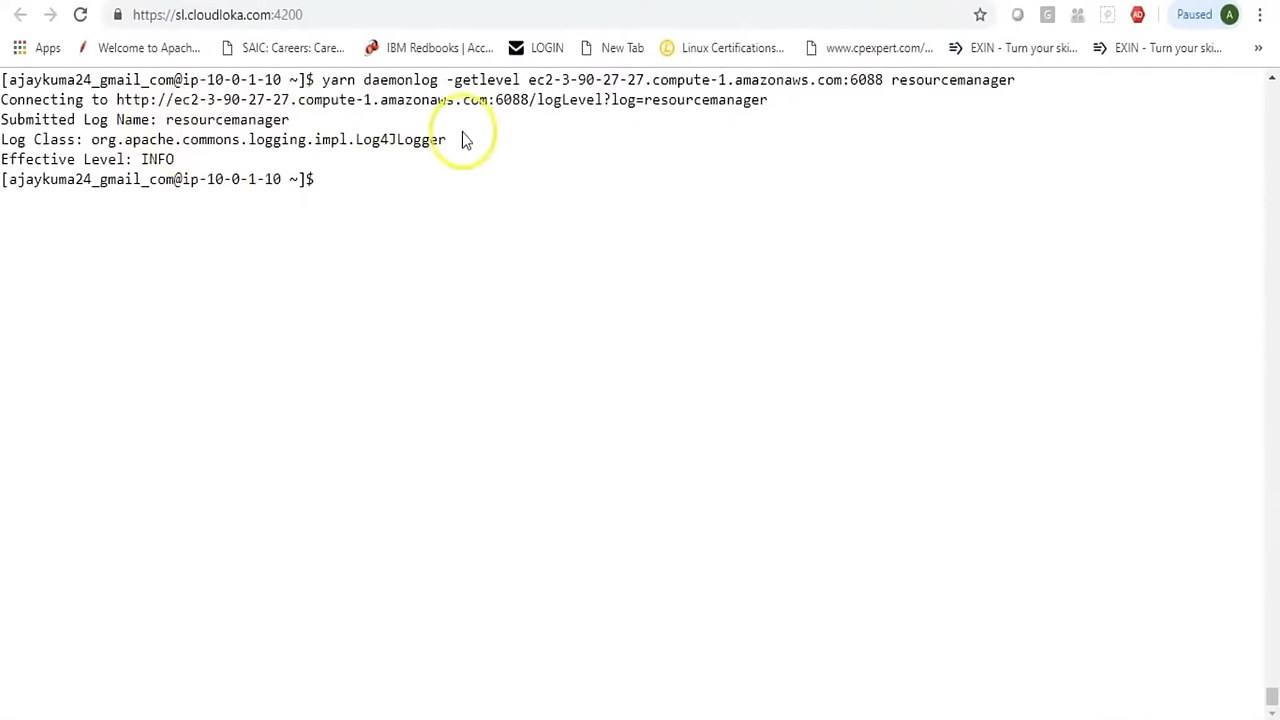 https://sl.cloudloka.com:4200
G
P
AD
Paused
A
Apps
Welcome to Apach...
SAIC: Careers: Care...
IBM Redbooks | Acc...
LOGIN
New Tab
Linux Certifications...
www.cpexpert.com/...
EXIN - Turn your ski...
EXIN - Turn your ski...
»
[ajaykuma24_gmail_com@ip-10-0-1-10 ~]$ yarn daemonlog -getlevel ec2-3-90-27-27.compute-1.amazonaws.com:6088 resourcemanager
Connecting to http://ec2-3-90-27-27.compute-1.amazonaws.com:6088/logLevel?log=resourcemanager
Submitted Log Name: resourcemanager
Log Class: org.apache.commons.logging.impl.Log4JLogger
Effective Level: INFO
[ajaykuma24_gmail_com@ip-10-0-1-10 ~]$